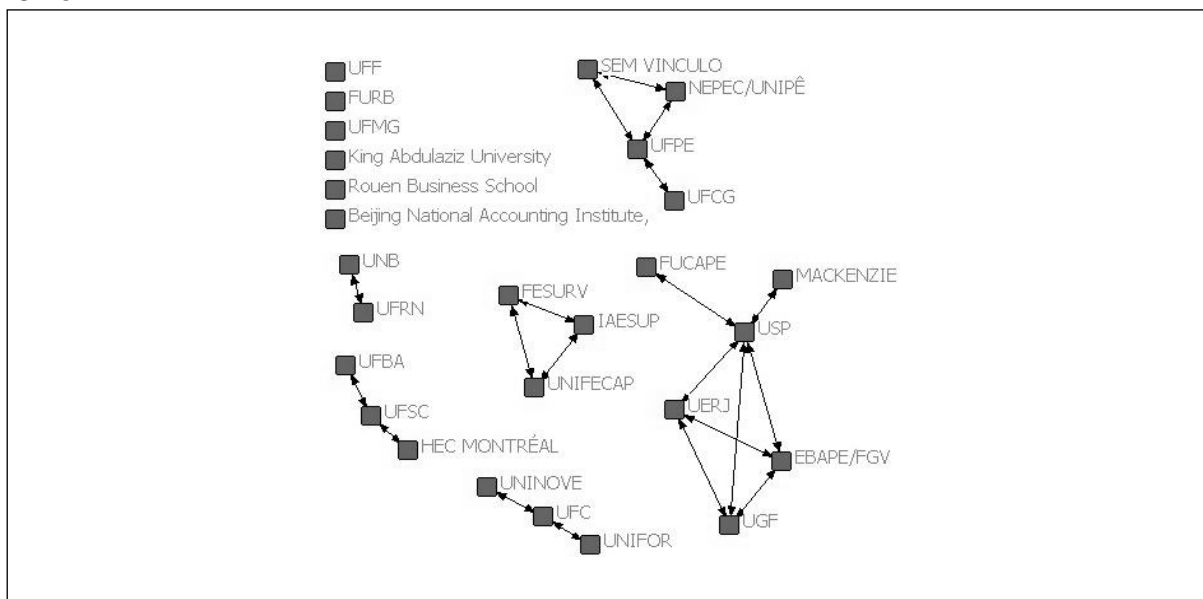 UFF
FURB
UFMG
King Abdulaziz University
Rouen Business School
Beijing National Accounting Institute,
SEM VINCULO
NEPEC/UNIPÊ
UFPE
UFCG
UNB
UFRN
FESURV
IAESUP
UNIFECAP
FUCAPE
MACKENZIE
USP
UERJ
EBAPE/FGV
UGF
UFBA
UFSC
HEC MONTRÉAL
UNINOVE
UFC
UNIFOR